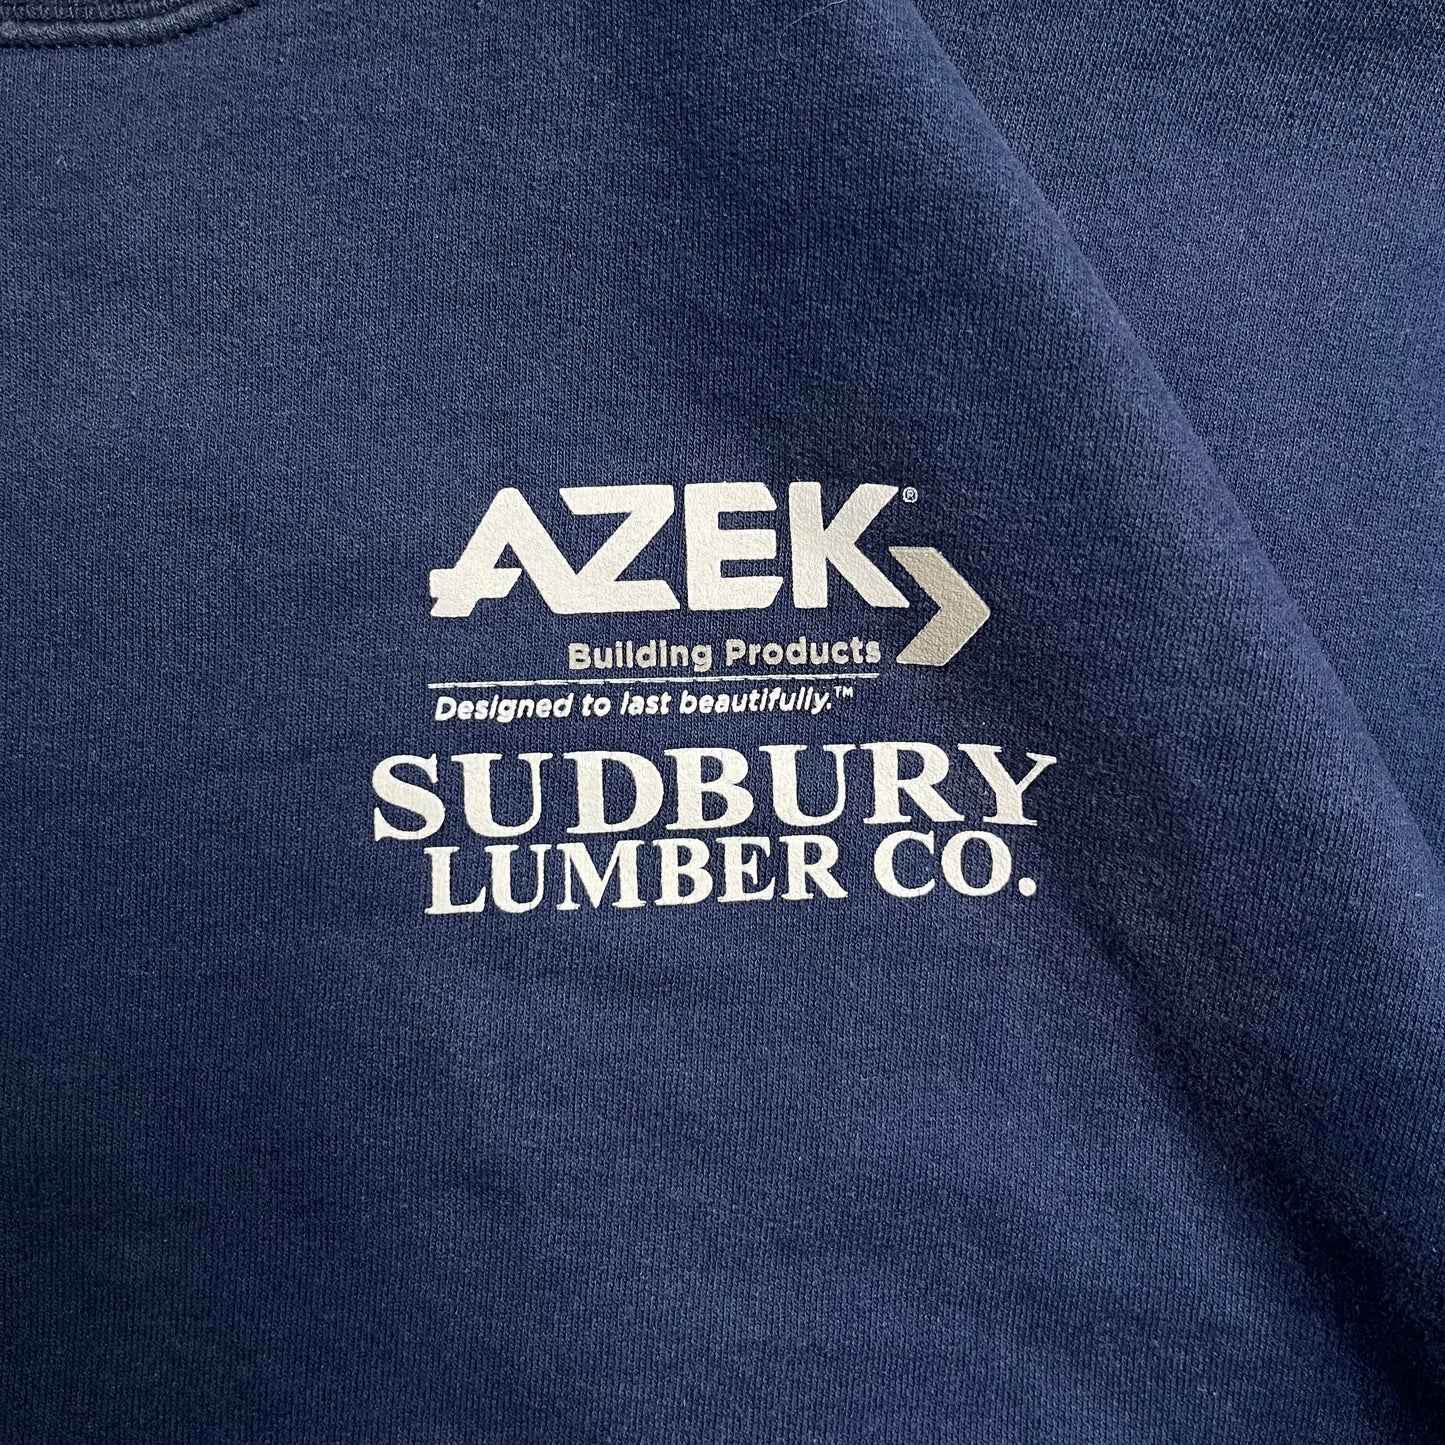 AZEK®
Building Products
Designed to last beautifully.™
SUDBURY
LUMBER CO.